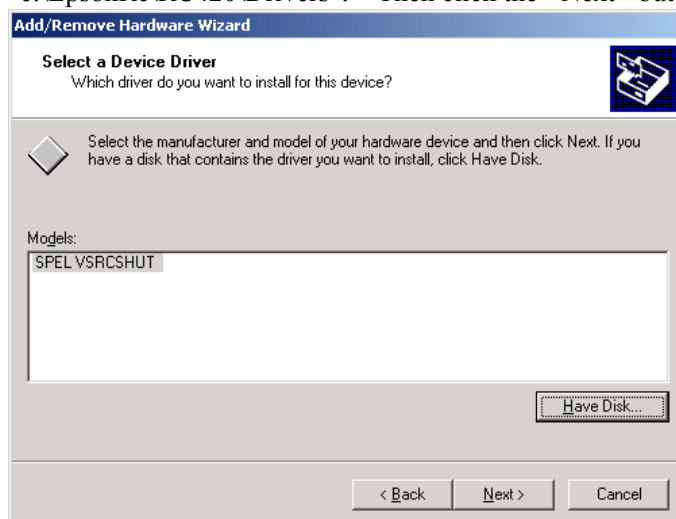 Add/Remove Hardware Wizard
Select a Device Driver
Which driver do you want to install for this device?
Select the manufacturer and model of your hardware device and then click Next. If you
have a disk that contains the driver you want to install, click Have Disk.
Models:
SPEL VSRCSHUT
Have Disk...
< Back Next > Cancel